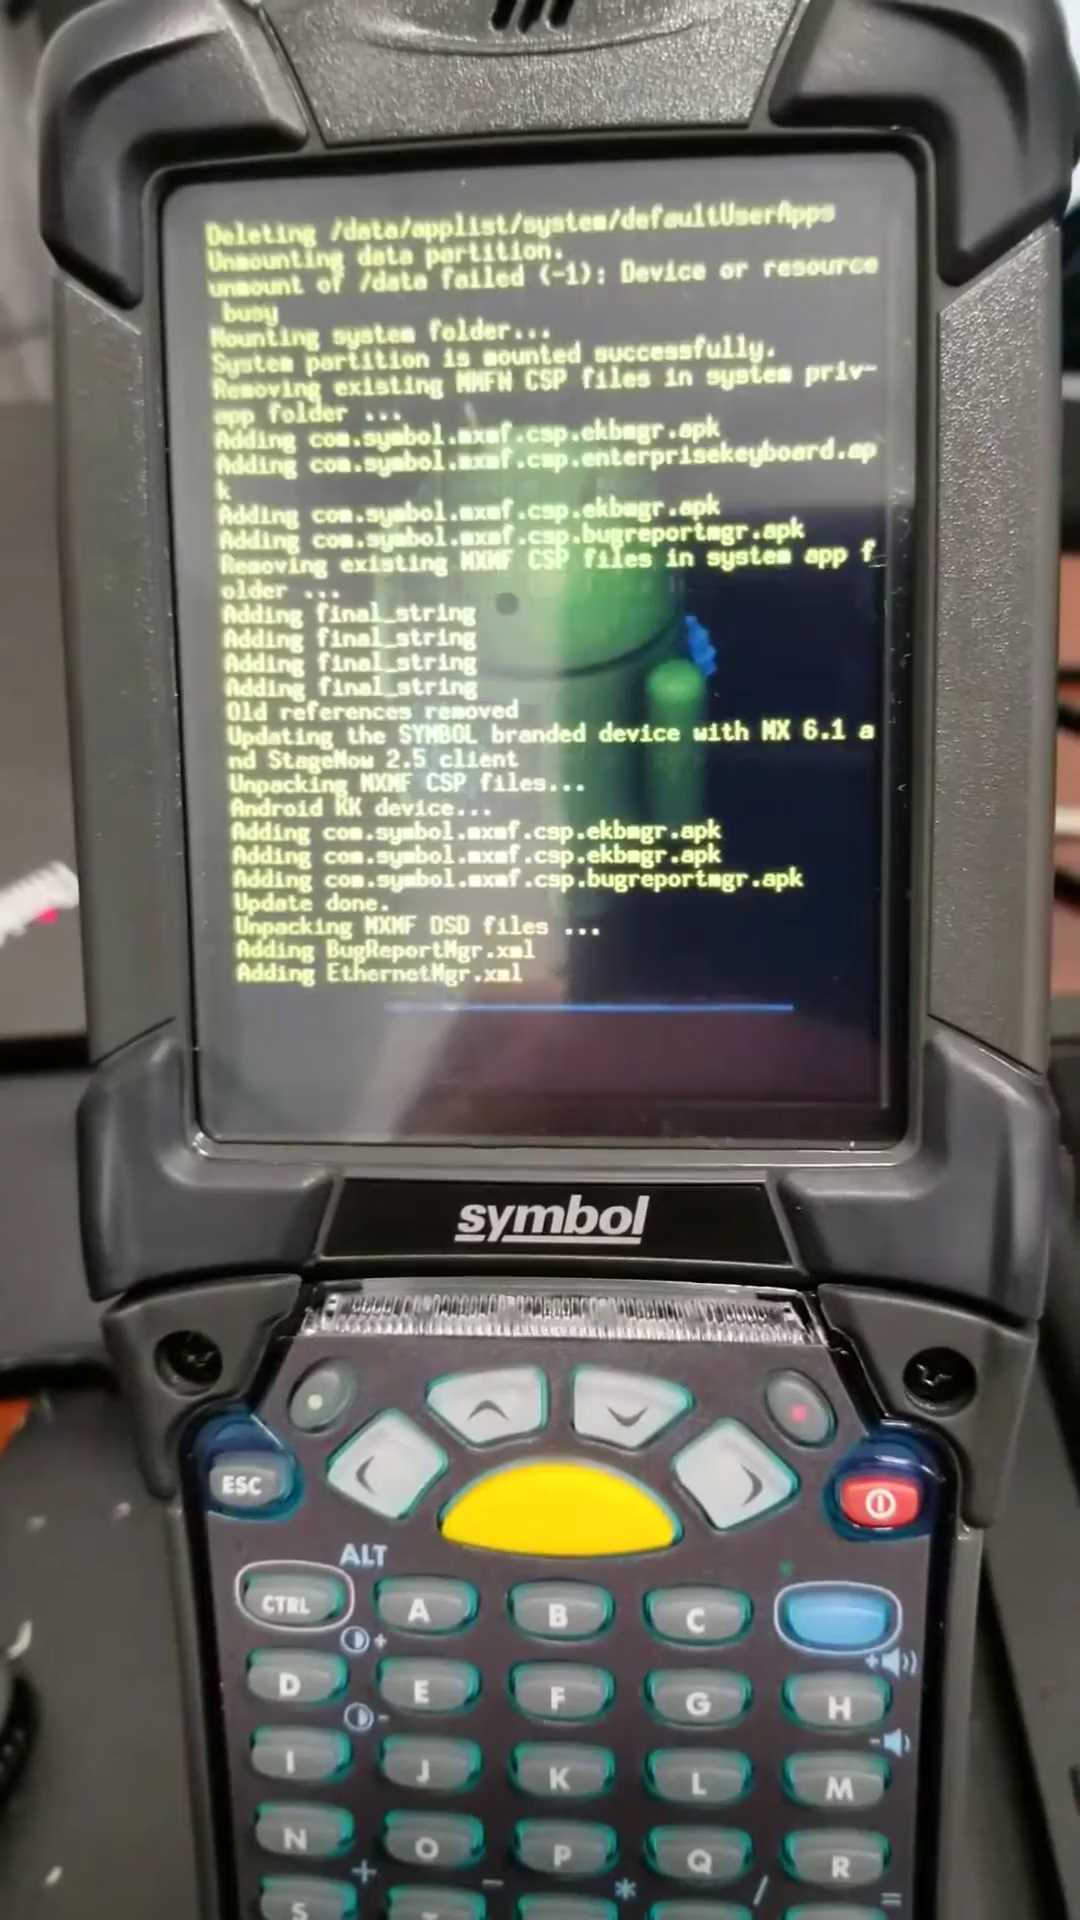 Deleting /data/applist/system/defaultUserApps
Unmounting data partition.
unmount of /data failed (-1): Device or resource
busy
Mounting system folder...
System partition is mounted successfully.
Removing existing MMFW CSP files in system priv-
app folder ...
Adding com.symbol.mxmf.csp.ekbmgr.apk
Adding com.symbol.mxmf.csp.enterprisekeyboard.ap
k
Adding com.symbol.mxmf.csp.ekbmgr.apk
Adding com.symbol.mxmf.csp.bugreportmgr.apk
Removing existing MXMF CSP files in system app f
older ...
Adding final_string
Adding final_string
Adding final_string
Adding final_string
Old references removed
Updating the SYMBOL branded device with MX 6.1 a
nd StageNow 2.5 client
Unpacking MXMF CSP files...
Android KK device...
Adding com.symbol.mxmf.csp.ekbmgr.apk
Adding com.symbol.mxmf.csp.ekbmgr.apk
Adding com.symbol.mxmf.csp.bugreportmgr.apk
Update done.
Unpacking MXMF DSD files ...
Adding BugReportMgr.xml
Adding EthernetMgr.xml
symbol
ESC
ALT
CTRL A B C
+
D E F G H
-
-
I J K L M
N O P Q R
+ - * / =
S